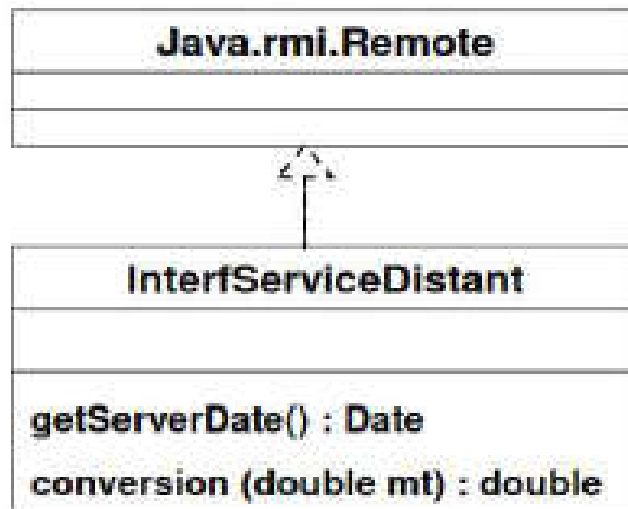 Java.rmi.Remote
InterfServiceDistant
getServerDate() : Date
conversion (double mt) : double